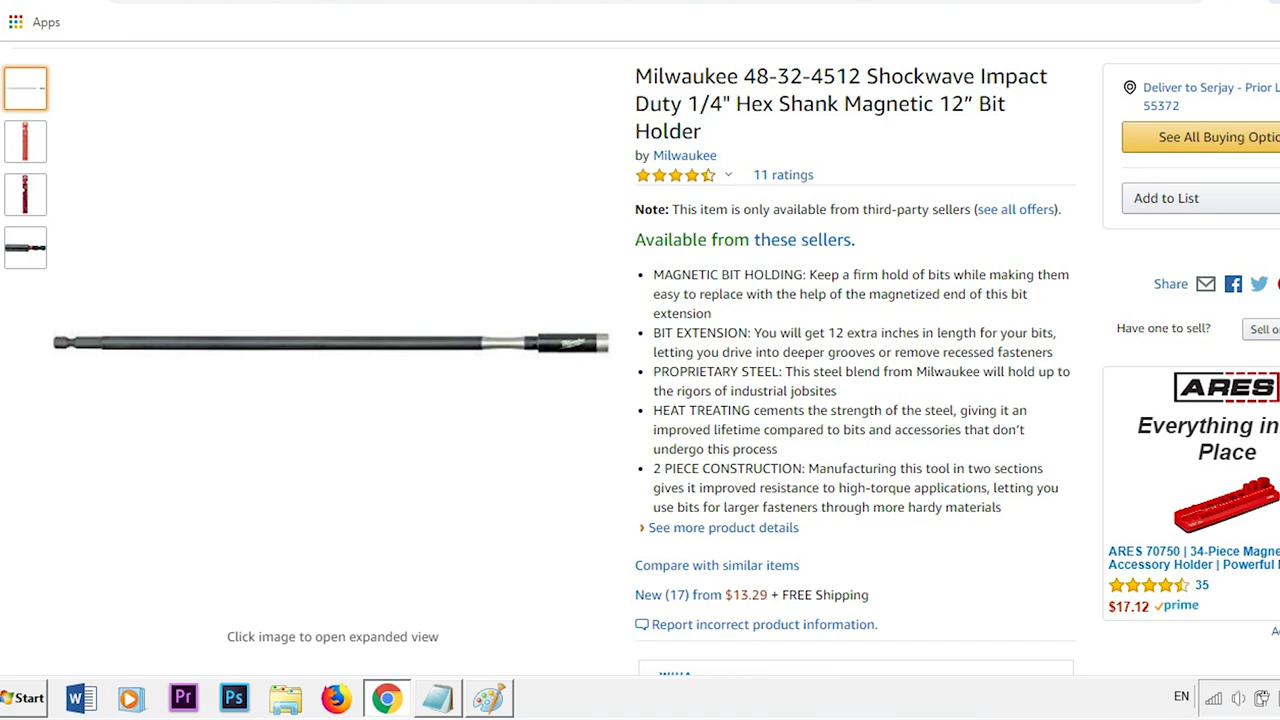 Apps
Milwaukee 48-32-4512 Shockwave Impact
Duty 1/4" Hex Shank Magnetic 12” Bit
Holder
by Milwaukee
11 ratings
Note: This item is only available from third-party sellers (see all offers).
Available from these sellers.
MAGNETIC BIT HOLDING: Keep a firm hold of bits while making them
easy to replace with the help of the magnetized end of this bit
extension
BIT EXTENSION: You will get 12 extra inches in length for your bits,
letting you drive into deeper grooves or remove recessed fasteners
PROPRIETARY STEEL: This steel blend from Milwaukee will hold up to
the rigors of industrial jobsites
HEAT TREATING cements the strength of the steel, giving it an
improved lifetime compared to bits and accessories that don’t
undergo this process
2 PIECE CONSTRUCTION: Manufacturing this tool in two sections
gives it improved resistance to high-torque applications, letting you
use bits for larger fasteners through more hardy materials
› See more product details
Compare with similar items
New (17) from $13.29 + FREE Shipping
Report incorrect product information.
Click image to open expanded view
Milwaukee
Deliver to Serjay - Prior L
55372
See All Buying Optio
Add to List
Share
Have one to sell?
Sell o
ARES
Everything in
Place
ARES 70750 | 34-Piece Magne
Accessory Holder | Powerful
35
$17.12 prime
Start
W
Pr
Ps
EN